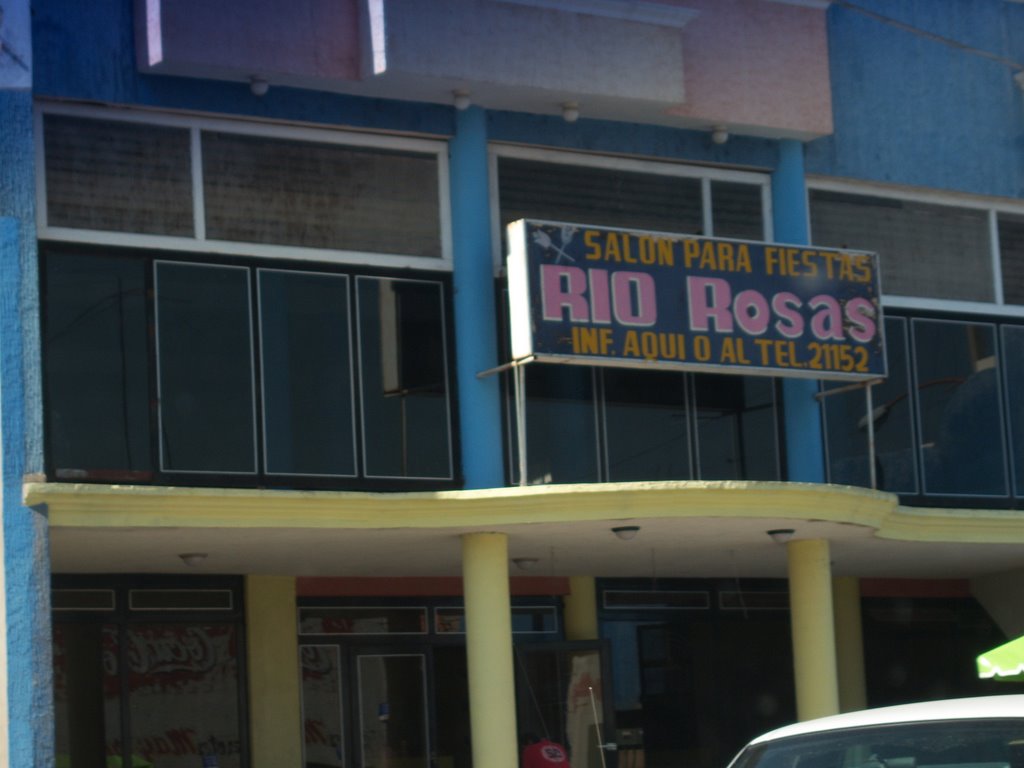 SALON PARA FIESTAS
RIO Rosas
INF. AQUI O AL TEL.21152